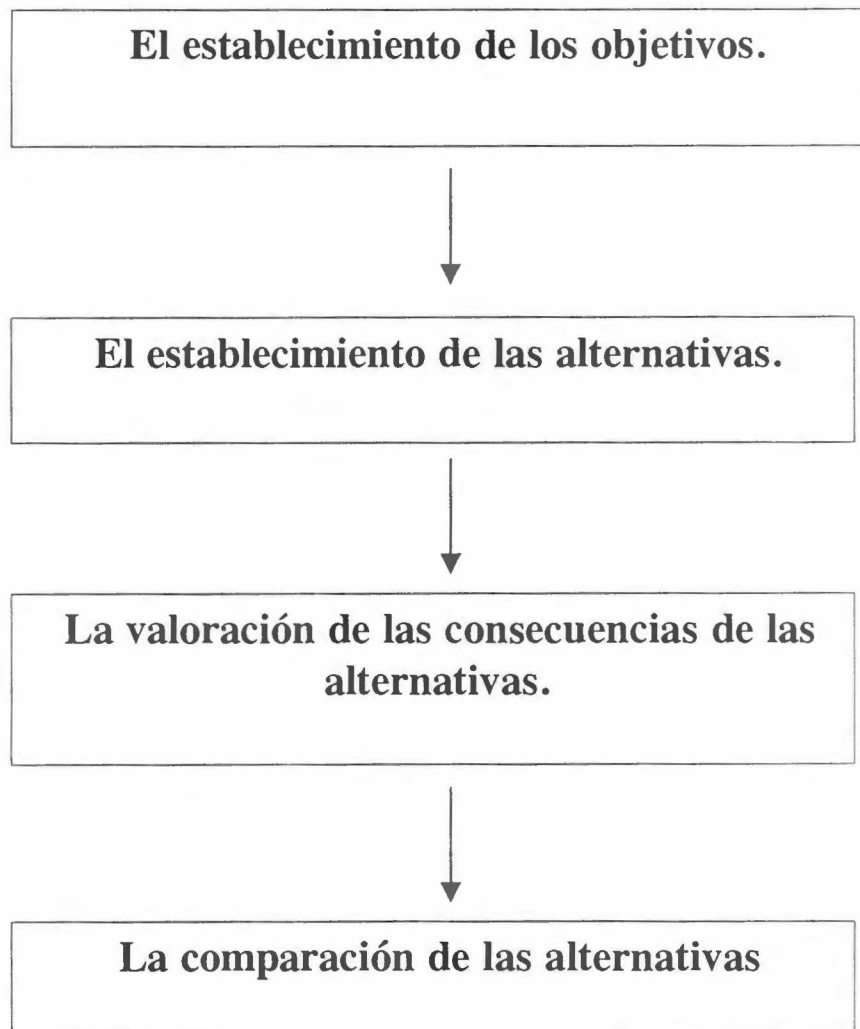 El establecimiento de los objetivos.
El establecimiento de las alternativas.
La valoración de las consecuencias de las
alternativas.
La comparación de las alternativas